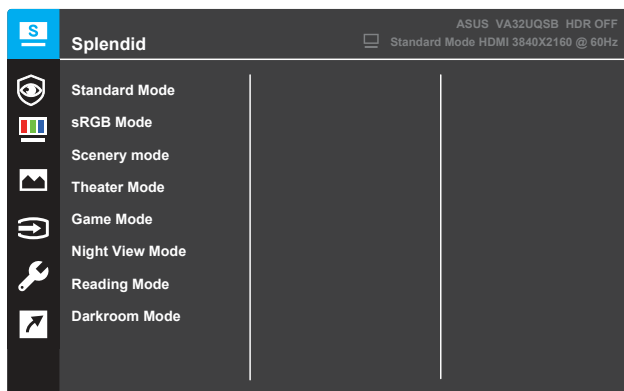 S
Splendid
ASUS VA32UQSB HDR OFF
Standard Mode HDMI 3840X2160 @ 60Hz
Standard Mode
sRGB Mode
Scenery mode
Theater Mode
Game Mode
Night View Mode
Reading Mode
Darkroom Mode